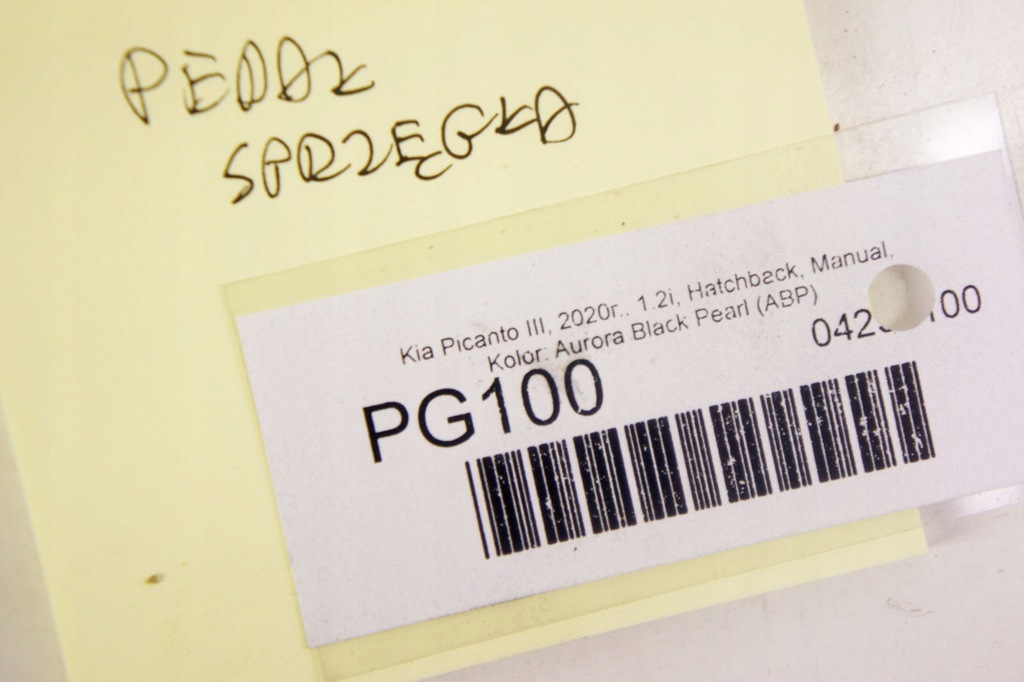 PEDAŁ
SPRZĘGŁA
Kia Picanto III, 2020r., 1.2i, Hatchback, Manual,
Kolor: Aurora Black Pearl (ABP)
PG100